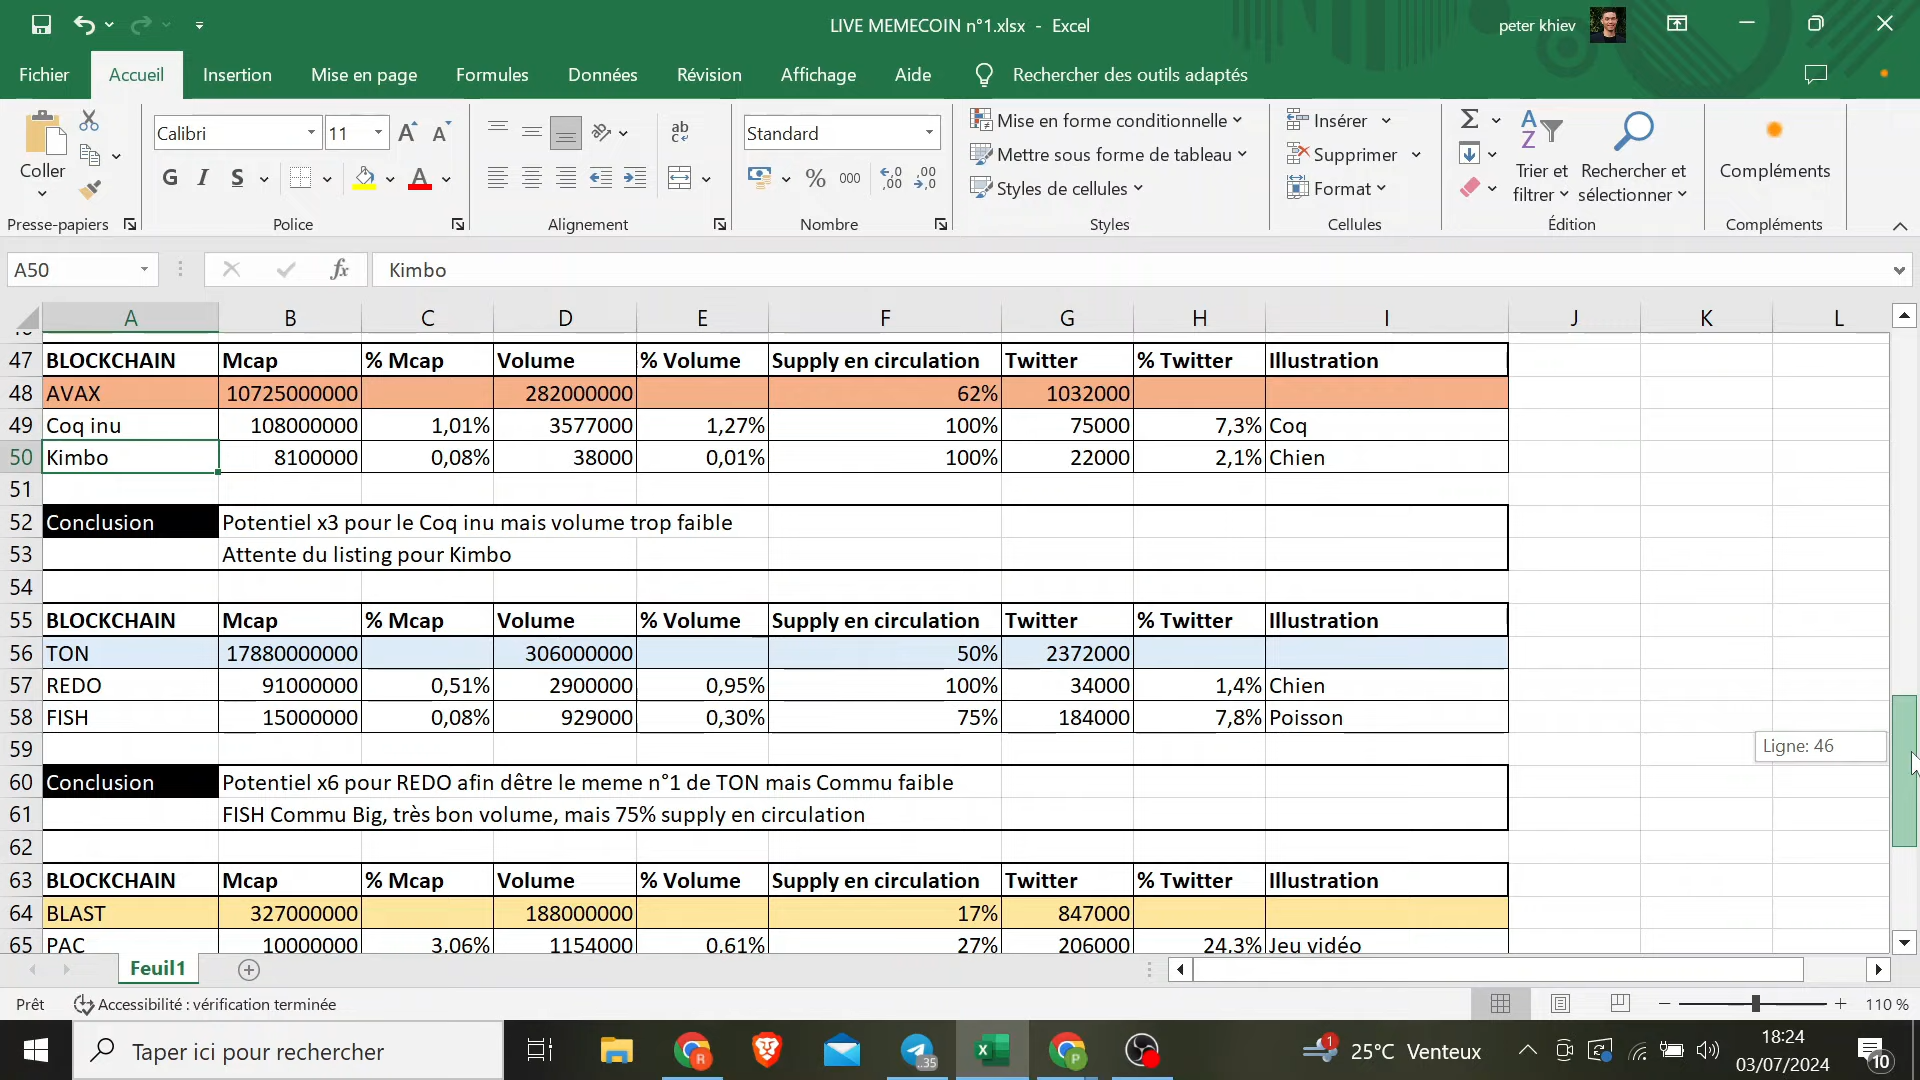 LIVE MEMECOIN n°1.xlsx - Excel
peter khiev
Fichier Accueil Insertion Mise en page Formules Données Révision Affichage Aide Rechercher des outils adaptés
Coller
Presse-papiers
Calibri 11
G I S
Police
ab
Alignement
Standard
% 000
Nombre
Mise en forme conditionnelle
Mettre sous forme de tableau
Styles de cellules
Styles
Insérer
Supprimer
Format
Cellules
Trier et filtrer
Rechercher et sélectionner
Édition
Compléments
Compléments
A50 fx Kimbo
A B C D E F G H I J K L
47 BLOCKCHAIN Mcap % Mcap Volume % Volume Supply en circulation Twitter % Twitter Illustration
48 AVAX 10725000000 282000000 62% 1032000
49 Coq inu 108000000 1,01% 3577000 1,27% 100% 75000 7,3% Coq
50 Kimbo 8100000 0,08% 38000 0,01% 100% 22000 2,1% Chien
51
52 Conclusion Potentiel x3 pour le Coq inu mais volume trop faible
53 Attente du listing pour Kimbo
54
55 BLOCKCHAIN Mcap % Mcap Volume % Volume Supply en circulation Twitter % Twitter Illustration
56 TON 17880000000 306000000 50% 2372000
57 REDO 91000000 0,51% 2900000 0,95% 100% 34000 1,4% Chien
58 FISH 15000000 0,08% 929000 0,30% 75% 184000 7,8% Poisson
59 Ligne: 46
60 Conclusion Potentiel x6 pour REDO afin dêtre le meme n°1 de TON mais Commu faible
61 FISH Commu Big, très bon volume, mais 75% supply en circulation
62
63 BLOCKCHAIN Mcap % Mcap Volume % Volume Supply en circulation Twitter % Twitter Illustration
64 BLAST 327000000 188000000 17% 847000
65 PAC 10000000 3,06% 1154000 0,61% 27% 206000 24,3% Jeu vidéo
Feuil1
Prêt Accessibilité : vérification terminée 110 %
Taper ici pour rechercher
35
25°C Venteux
18:24
03/07/2024
10